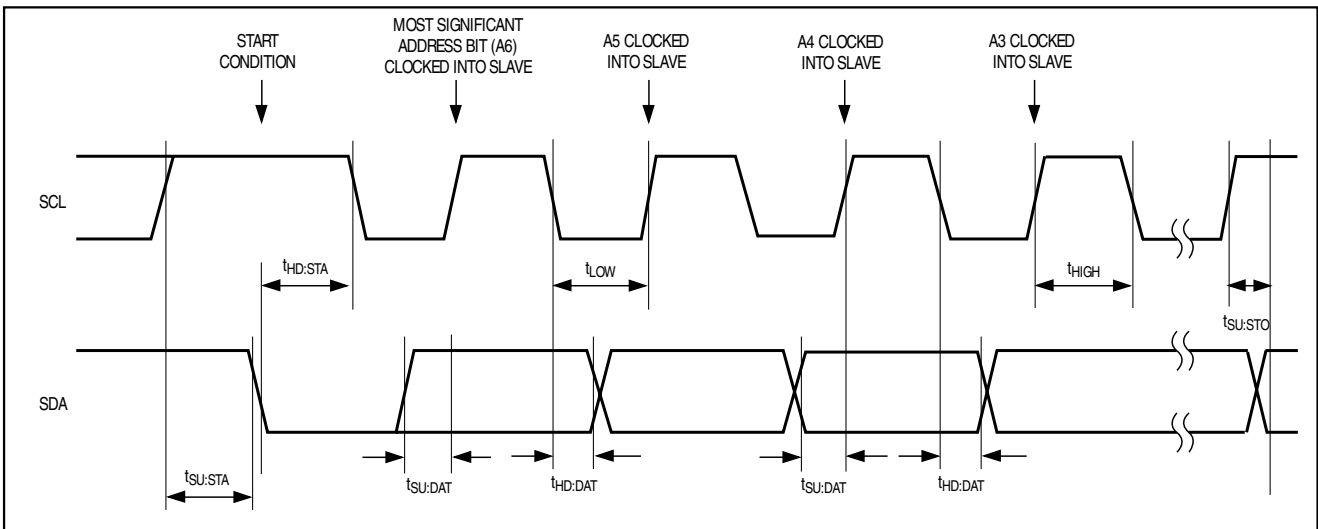 START
CONDITION
MOST SIGNIFICANT
ADDRESS BIT (A6)
CLOCKED INTO SLAVE
A5 CLOCKED
INTO SLAVE
A4 CLOCKED
INTO SLAVE
A3 CLOCKED
INTO SLAVE
SCL
tHD:STA
tLOW
tHIGH
tSU:STO
SDA
tSU:STA
tSU:DAT
tHD:DAT
tSU:DAT
tHD:DAT